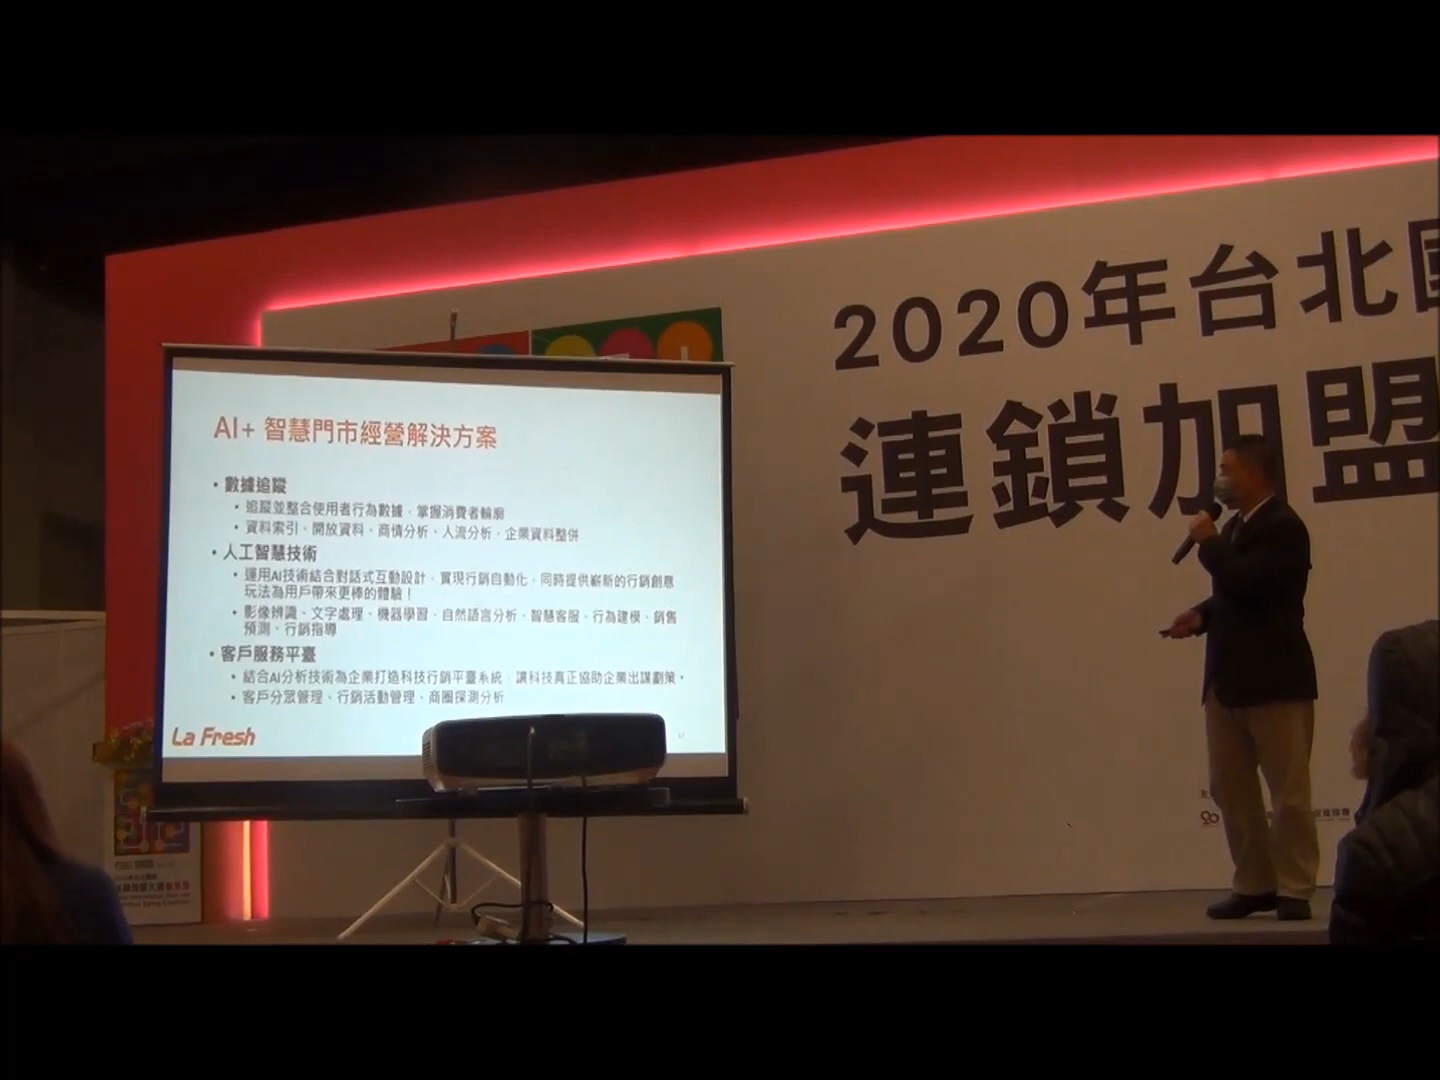 2020年台北
連鎖加盟
AI+ 智慧門市經營解決方案
• 數據追蹤
• 追蹤並整合使用者行為數據，掌握消費者輪廓
• 資料索引、開放資料、商情分析、人流分析、企業資料整併
• 人工智慧技術
• 運用AI技術結合對話式互動設計，實現行銷自動化，同時提供嶄新的行銷創意
玩法為用戶帶來更棒的體驗！
• 影像辨識、文字處理、機器學習、自然語言分析、智慧客服、行為建模、銷售
預測、行銷指導
• 客戶服務平臺
• 結合AI分析技術為企業打造科技行銷平臺系統，讓科技真正協助企業出謀劃策。
• 客戶分眾管理、行銷活動管理、商圈探測分析
La Fresh